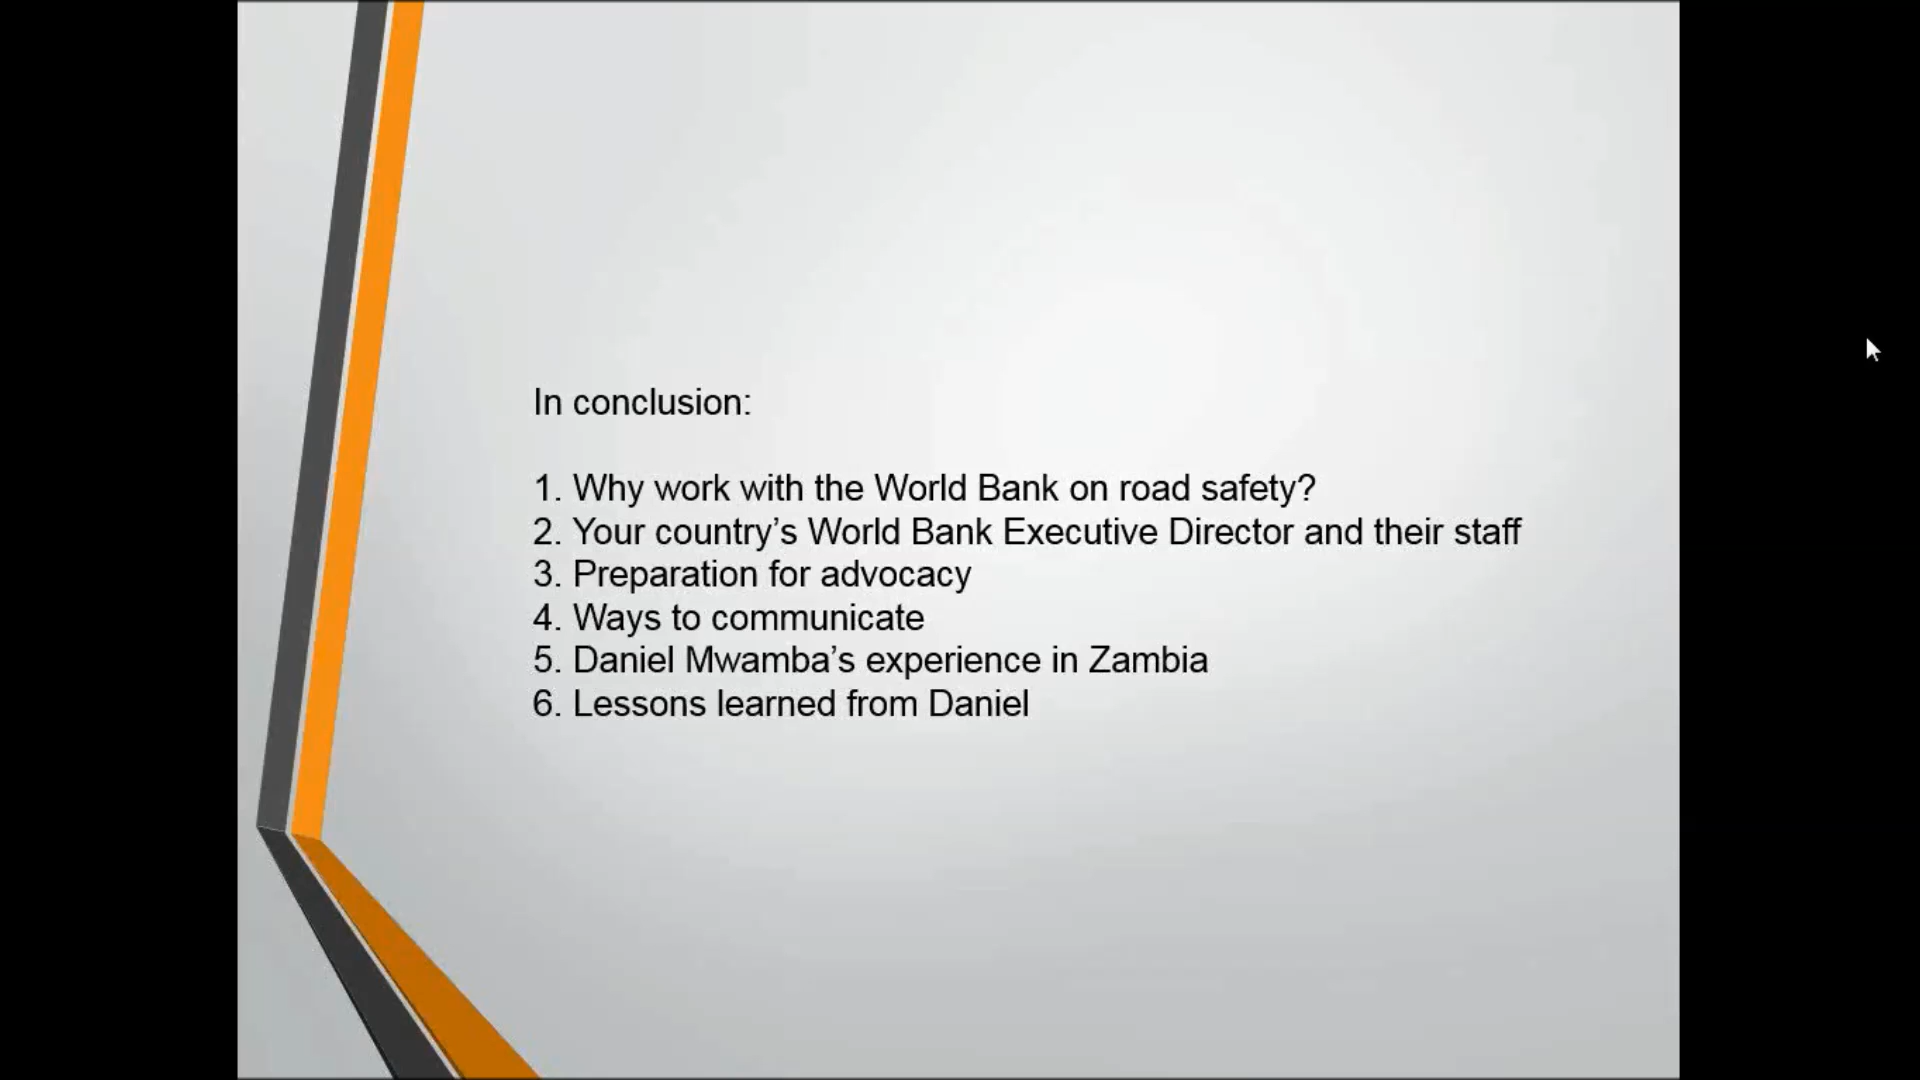 In conclusion:
1. Why work with the World Bank on road safety?
2. Your country’s World Bank Executive Director and their staff
3. Preparation for advocacy
4. Ways to communicate
5. Daniel Mwamba’s experience in Zambia
6. Lessons learned from Daniel